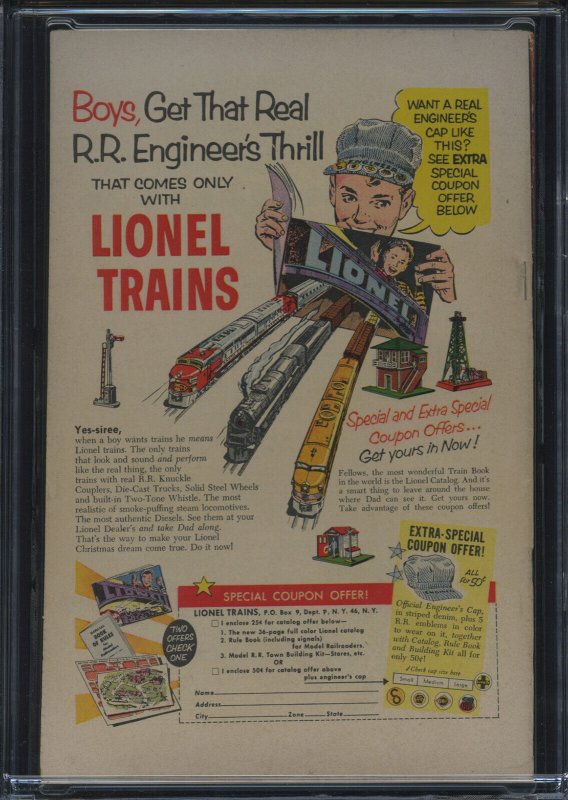 Boys, Get That Real
R.R. Engineer's Thrill
THAT COMES ONLY
WITH
LIONEL
TRAINS
WANT A REAL
ENGINEER'S
CAP LIKE
THIS?
SEE EXTRA
SPECIAL
COUPON
OFFER
BELOW
LIONEL
Special and Extra Special
Coupon Offers...
Get yours in Now!
Yes-siree,
when a boy wants trains he means
Lionel trains. The only trains
that look and sound and perform
like the real thing, the only
trains with real R.R. Knuckle
Couplers, Die-Cast Trucks, Solid Steel Wheels
and built-in Two-Tone Whistle. The most
realistic of smoke-puffing steam locomotives.
The most authentic Diesels. See them at your
Lionel Dealer's and take Dad along.
That's the way to make your Lionel
Christmas dream come true. Do it now!
Fellows, the most wonderful Train Book
in the world is the Lionel Catalog. And it's
a smart thing to leave around the house
where Dad can see it. Get yours now.
Take advantage of these coupon offers!
EXTRA-SPECIAL
COUPON OFFER!
ALL
for 50¢
Official Engineer's Cap,
in striped denim, plus 5
R.R. emblems in color
to wear on it, together
with Catalog, Rule Book
and Building Kit all for
only 50¢!
Check cap size here
Small Medium Large
LIONEL
BOOK
OF RULES
TWO
OFFERS
CHECK
ONE
SPECIAL COUPON OFFER!
LIONEL TRAINS, P.O. Box 9, Dept. P, N. Y. 46, N. Y.
I enclose 25¢ for catalog offer below
1. The new 36-page full color Lionel catalog
2. Rule Book (including signals)
for Model Railroaders.
3. Model R.R. Town Building Kit—Stores, etc.
OR
I enclose 50¢ for catalog offer above
plus engineer's cap
Name
Address
City Zone State